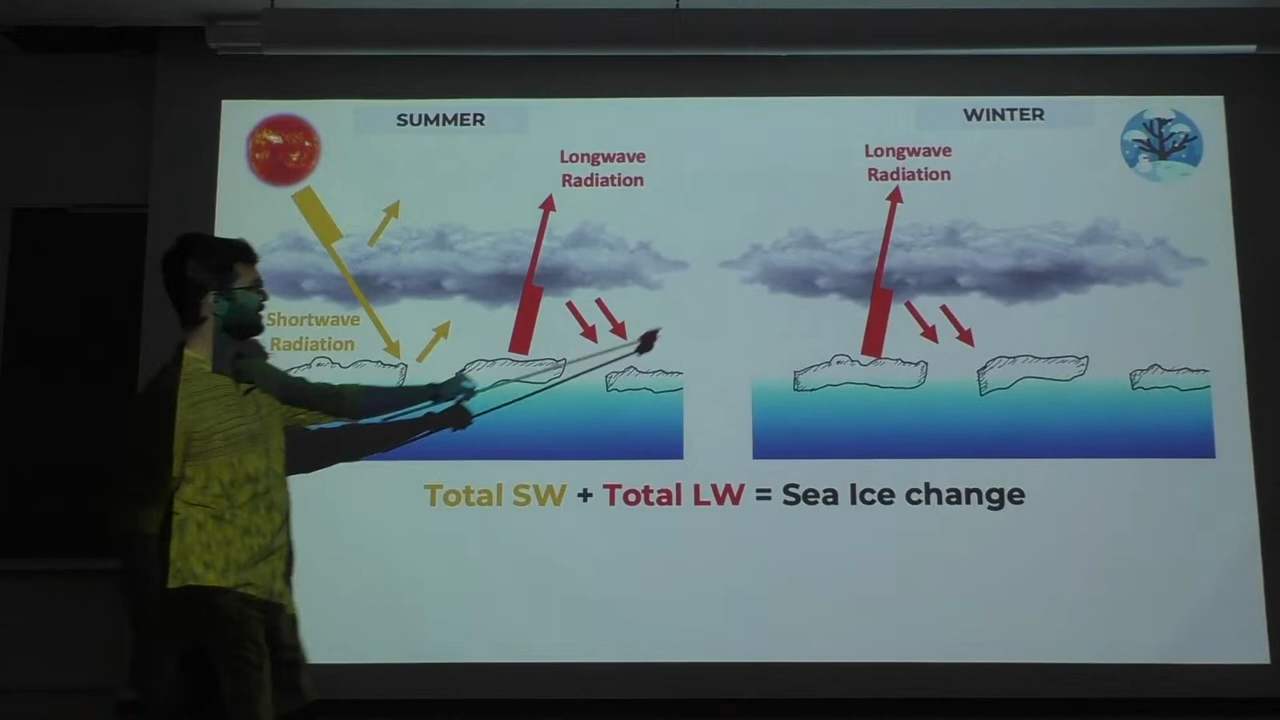 SUMMER
Longwave
Radiation
Shortwave
Radiation
WINTER
Longwave
Radiation
Total SW + Total LW = Sea Ice change